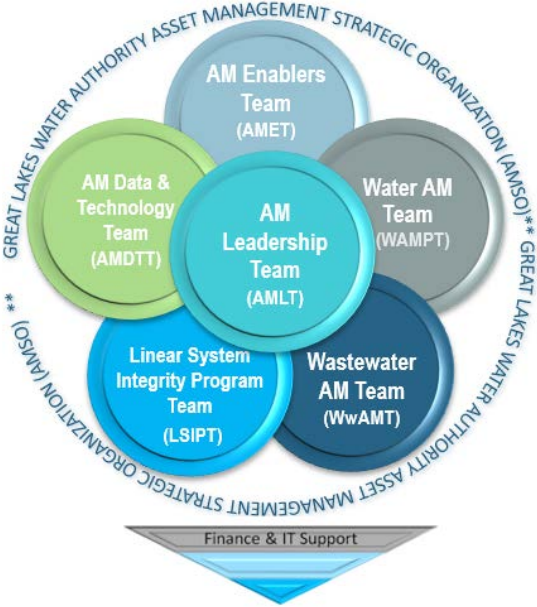 GREAT LAKES WATER AUTHORITY ASSET MANAGEMENT STRATEGIC ORGANIZATION (AMSO)** GREAT LAKES WATER AUTHORITY ASSET MANAGEMENT STRATEGIC ORGANIZATION (AMSO) **
AM Enablers
Team
(AMET)
AM Data &
Technology
Team
(AMDTT)
AM
Leadership
Team
(AMLT)
Water AM
Team
(WAMPT)
Linear System
Integrity Program
Team
(LSIPT)
Wastewater
AM Team
(WwAMT)
Finance & IT Support